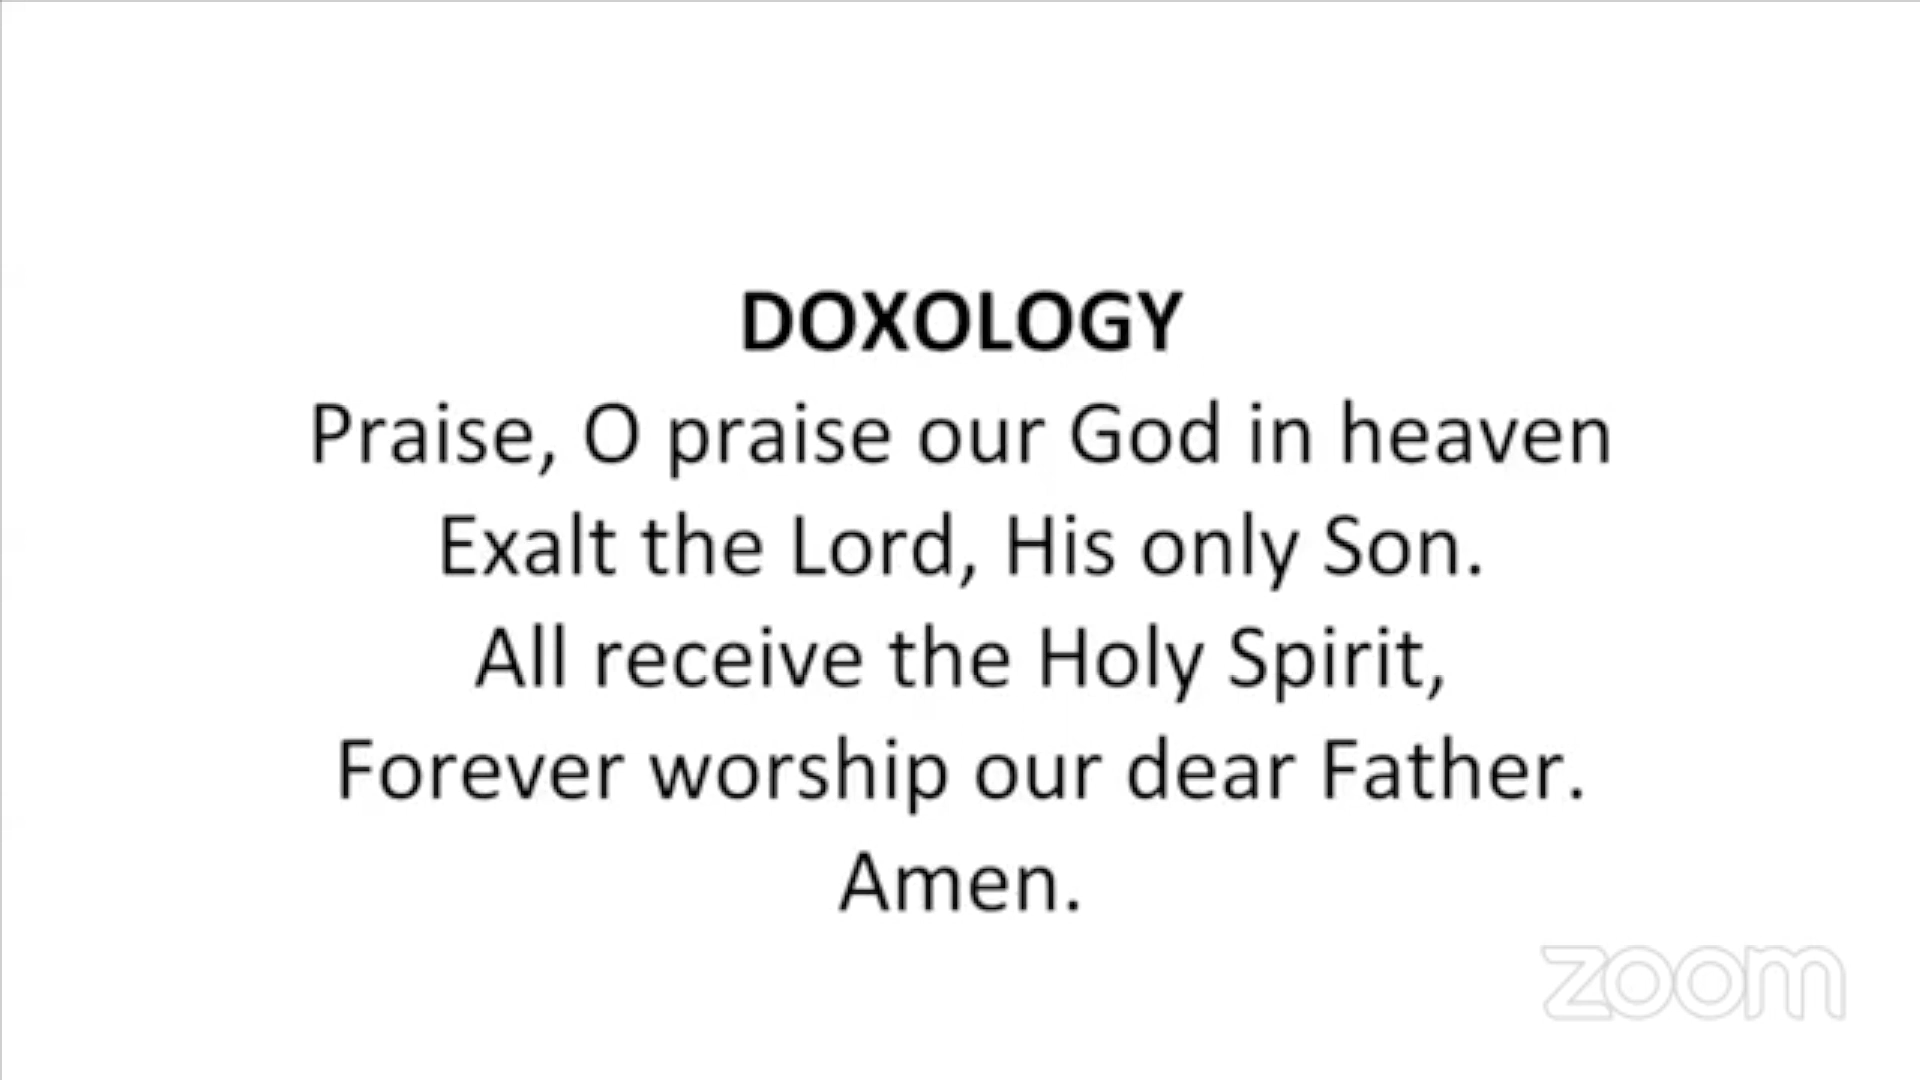 DOXOLOGY
Praise, O praise our God in heaven
Exalt the Lord, His only Son.
All receive the Holy Spirit,
Forever worship our dear Father.
Amen.
zoom